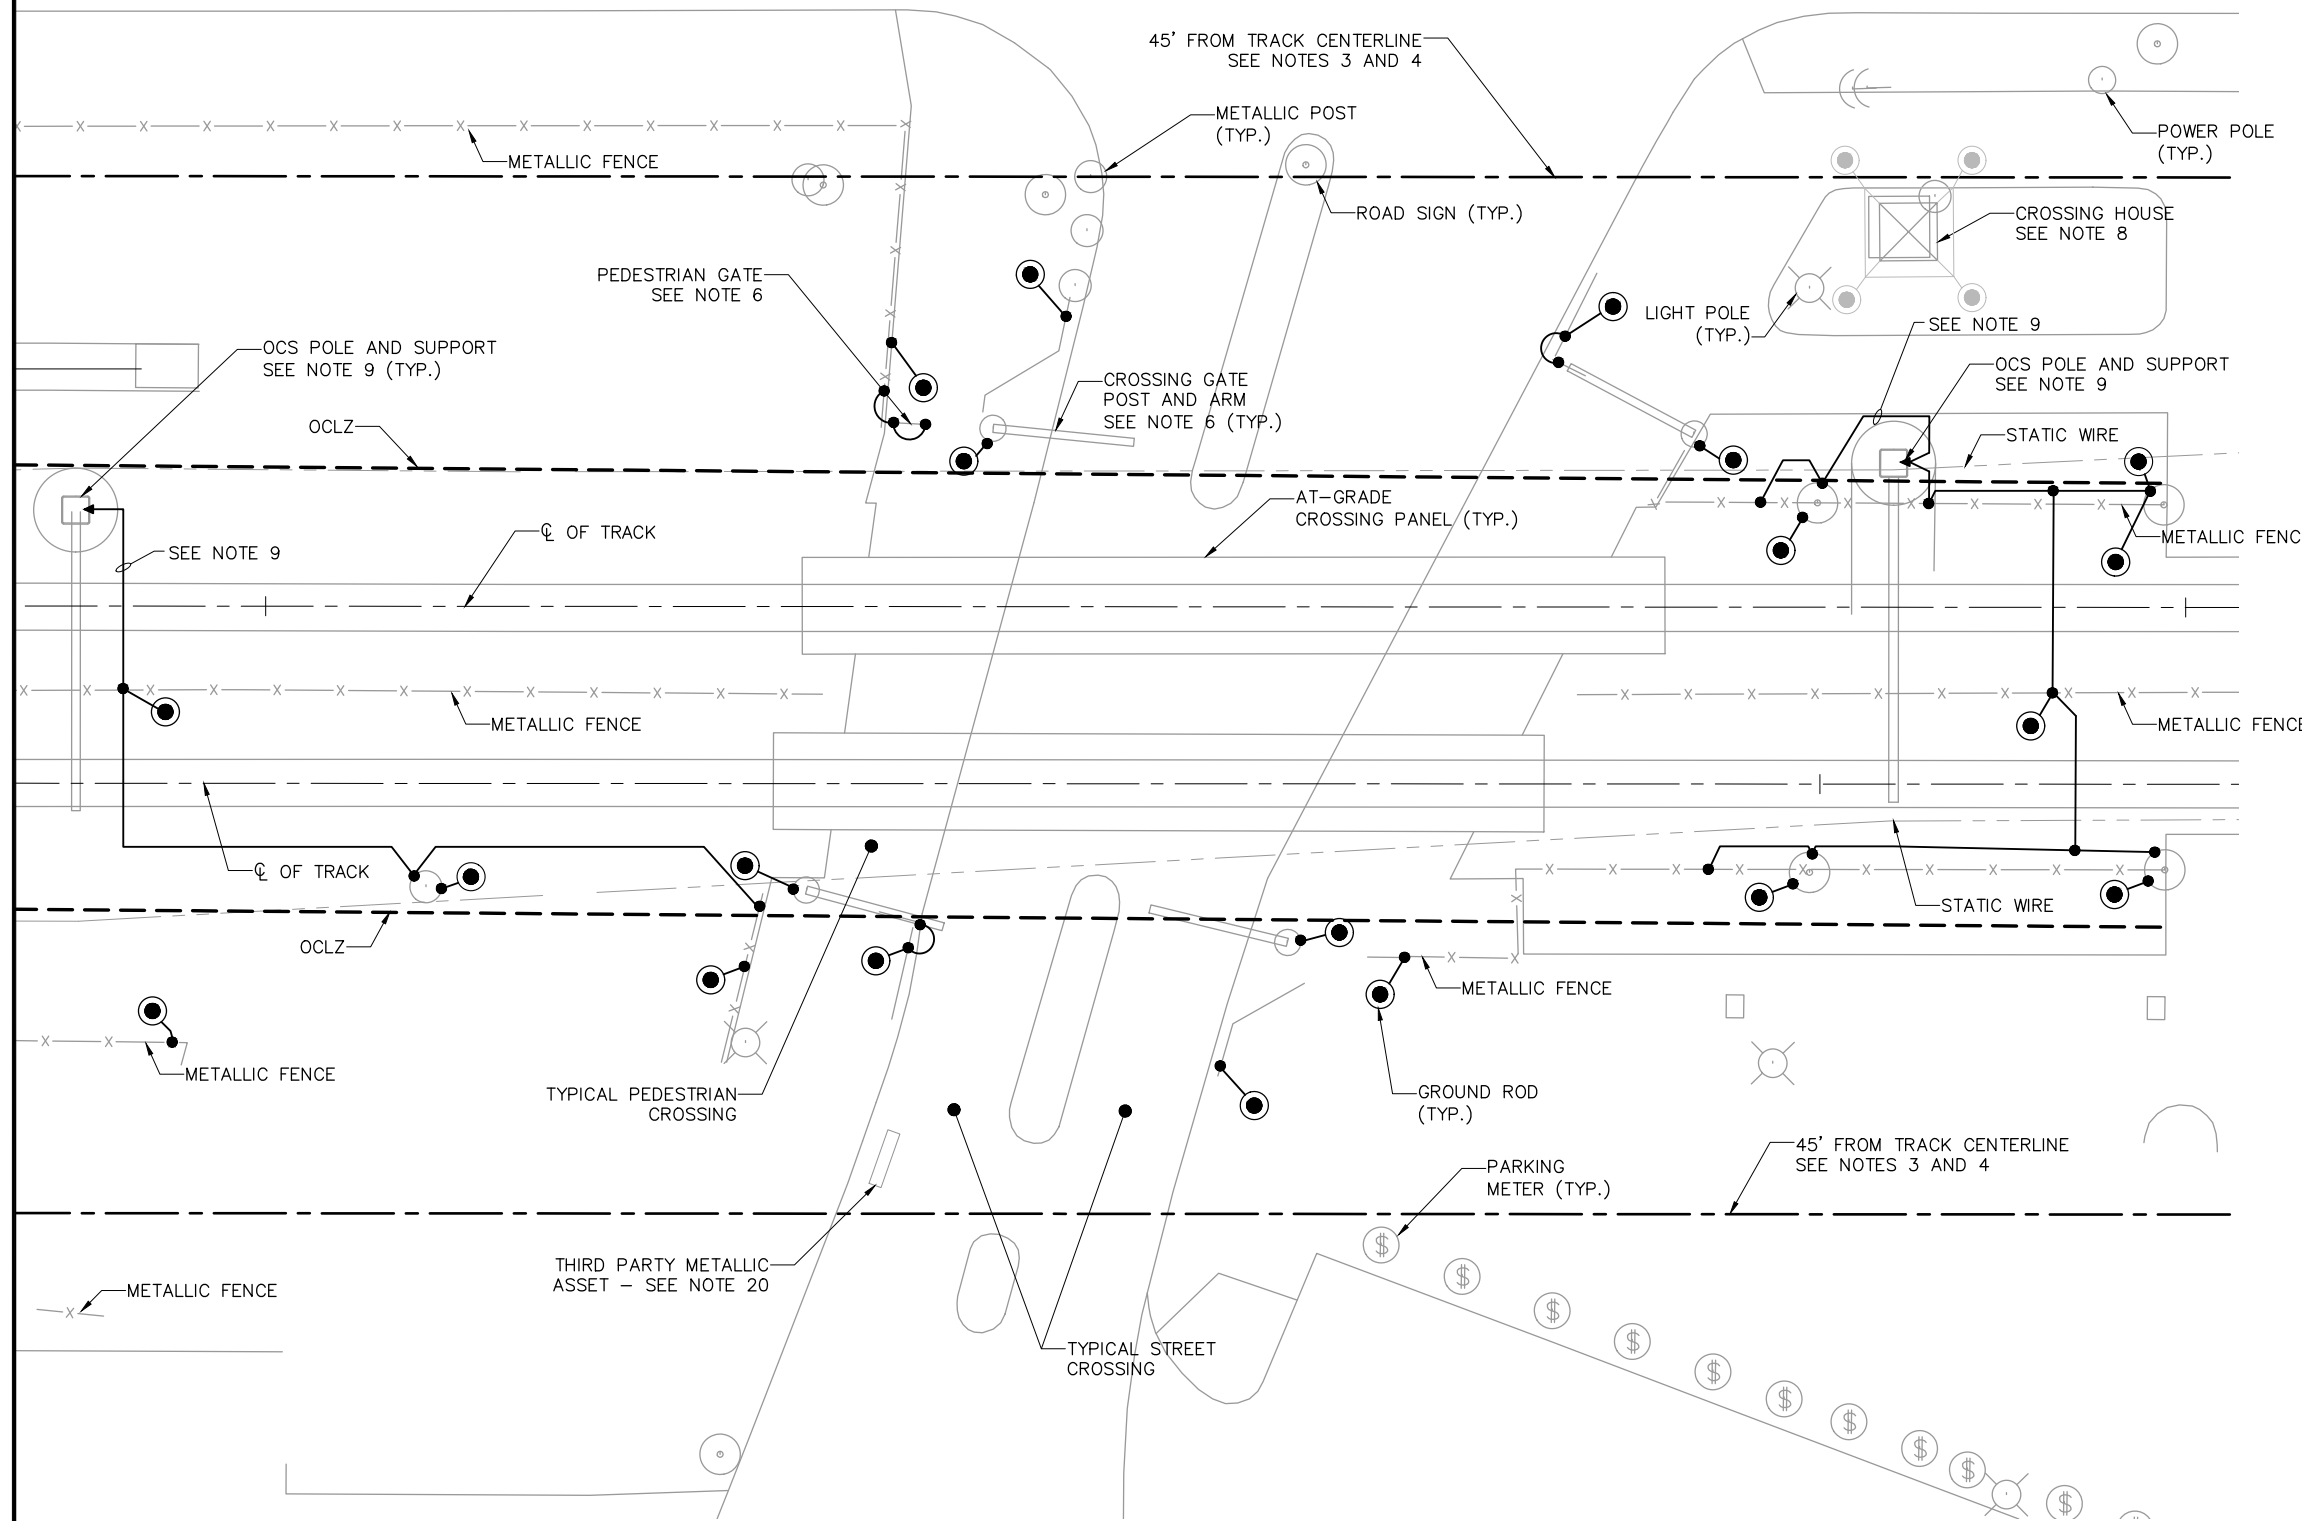 45' FROM TRACK CENTERLINE
SEE NOTES 3 AND 4
METALLIC POST
(TYP.)
POWER POLE
(TYP.)
METALLIC FENCE
ROAD SIGN (TYP.)
CROSSING HOUSE
SEE NOTE 8
PEDESTRIAN GATE
SEE NOTE 6
LIGHT POLE
(TYP.)
SEE NOTE 9
OCS POLE AND SUPPORT
SEE NOTE 9 (TYP.)
OCS POLE AND SUPPORT
SEE NOTE 9
CROSSING GATE
POST AND ARM
SEE NOTE 6 (TYP.)
OCLZ
STATIC WIRE
AT-GRADE
CROSSING PANEL (TYP.)
℄ OF TRACK
METALLIC FENC
SEE NOTE 9
METALLIC FENCE
METALLIC FENCE
℄ OF TRACK
STATIC WIRE
OCLZ
METALLIC FENCE
METALLIC FENCE
TYPICAL PEDESTRIAN
CROSSING
GROUND ROD
(TYP.)
45' FROM TRACK CENTERLINE
SEE NOTES 3 AND 4
PARKING
METER (TYP.)
THIRD PARTY METALLIC
ASSET – SEE NOTE 20
METALLIC FENCE
TYPICAL STREET
CROSSING